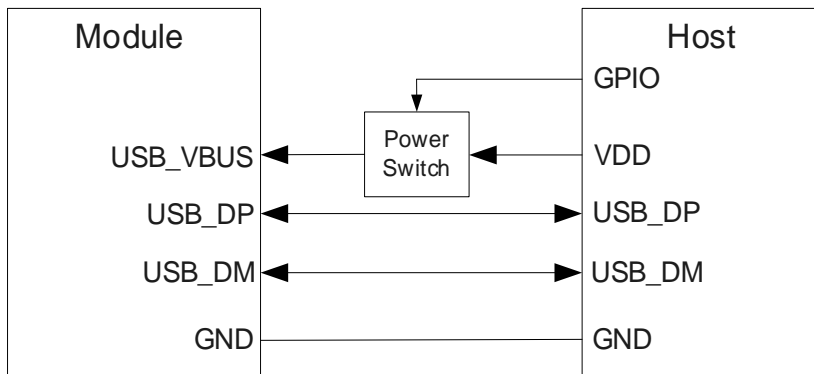 Module
Host
GPIO
Power
Switch
USB_VBUS
VDD
USB_DP
USB_DP
USB_DM
USB_DM
GND
GND